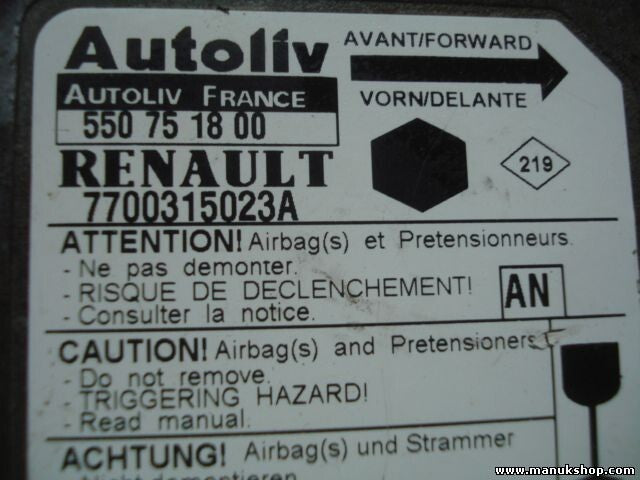 Autoliv
AUTOLIV FRANCE
550 75 18 00
AVANT/FORWARD
VORN/DELANTE
RENAULT
7700315023A
219
ATTENTION! Airbag(s) et Pretensionneurs.
- Ne pas demonter.
- RISQUE DE DECLENCHEMENT!
- Consulter la notice.
AN
CAUTION! Airbag(s) and Pretensioners
- Do not remove.
- TRIGGERING HAZARD!
- Read manual.
ACHTUNG! Airbag(s) und Strammer
- Nicht demontieren
www.manukshop.com